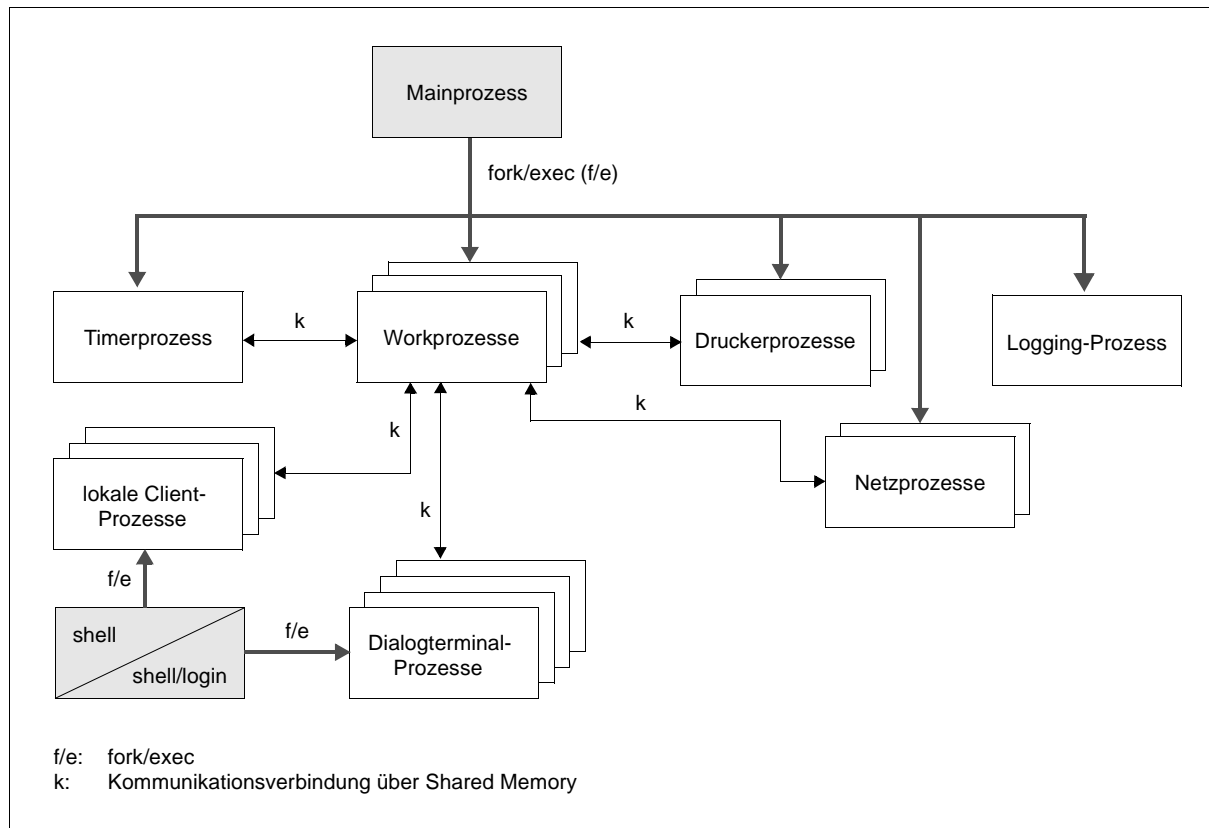 Mainprozess
fork/exec (f/e)
Timerprozess
k
Workprozesse
k
Druckerprozesse
Logging-Prozess
k
k
lokale Client-
Prozesse
Netzprozesse
k
f/e
shell
shell/login
f/e
Dialogterminal-
Prozesse
f/e: fork/exec
k: Kommunikationsverbindung über Shared Memory